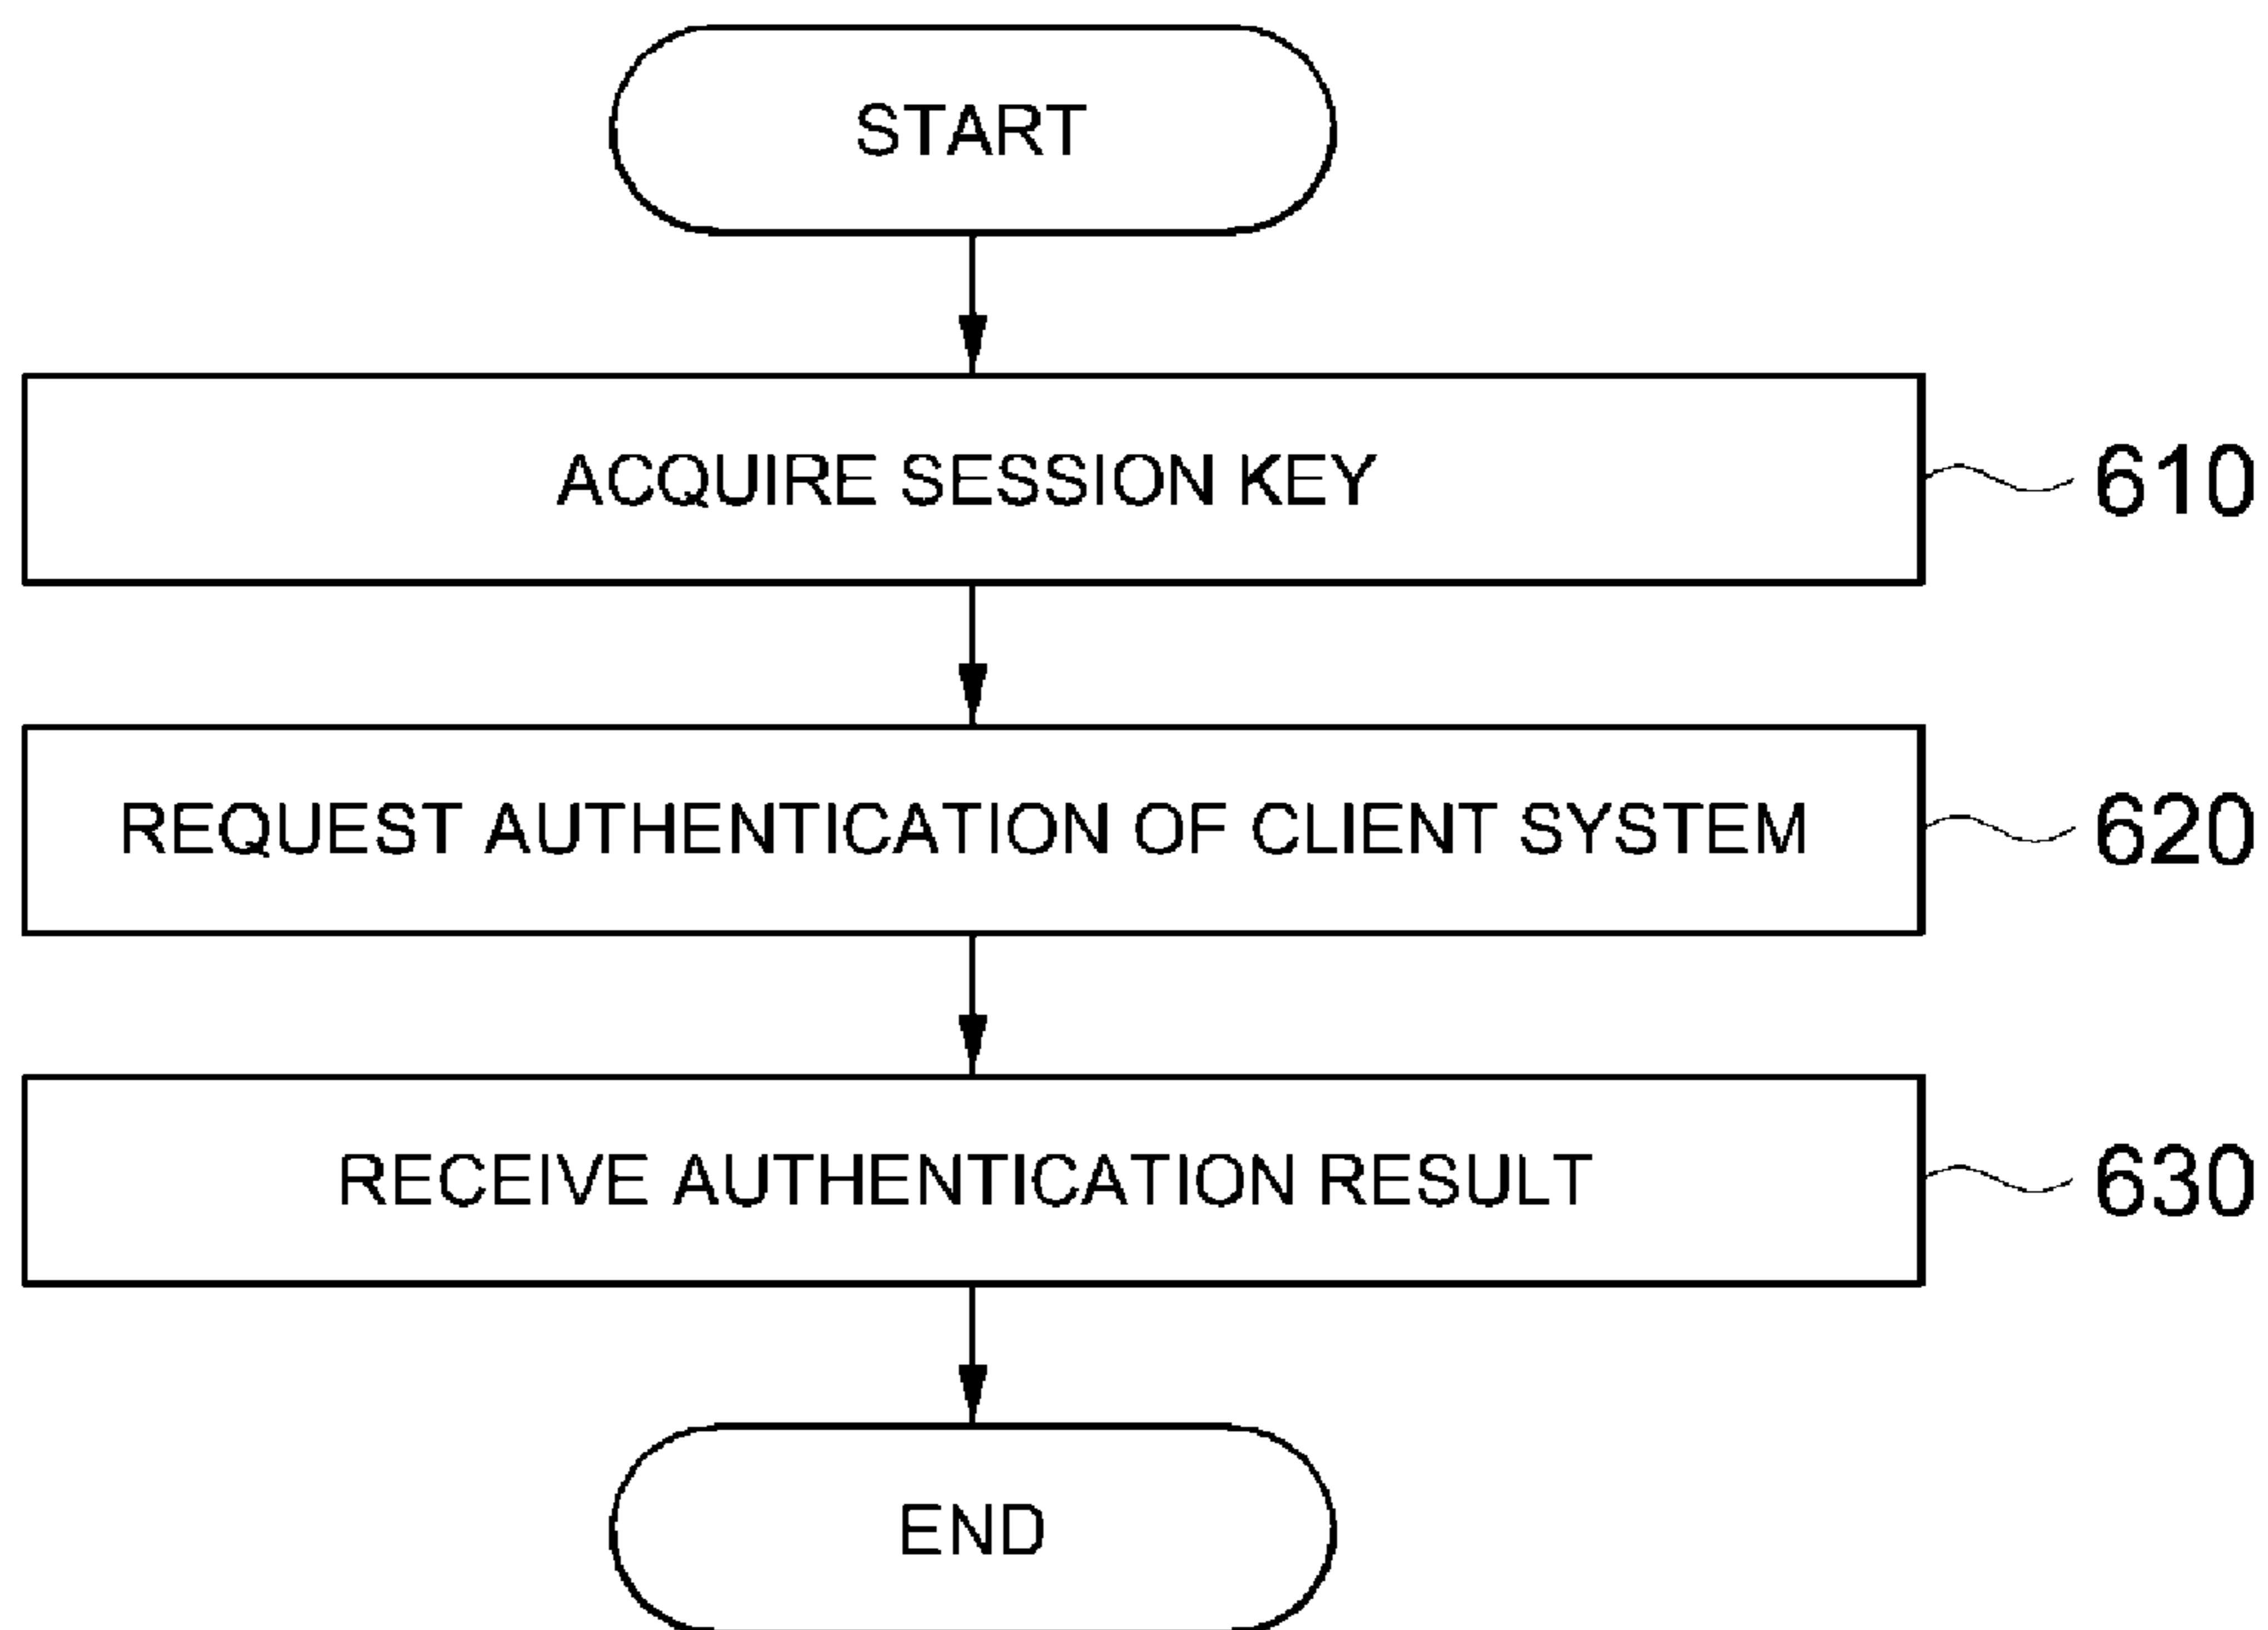 START
ACQUIRE SESSION KEY
610
REQUEST AUTHENTICATION OF CLIENT SYSTEM
620
RECEIVE AUTHENTICATION RESULT
630
END